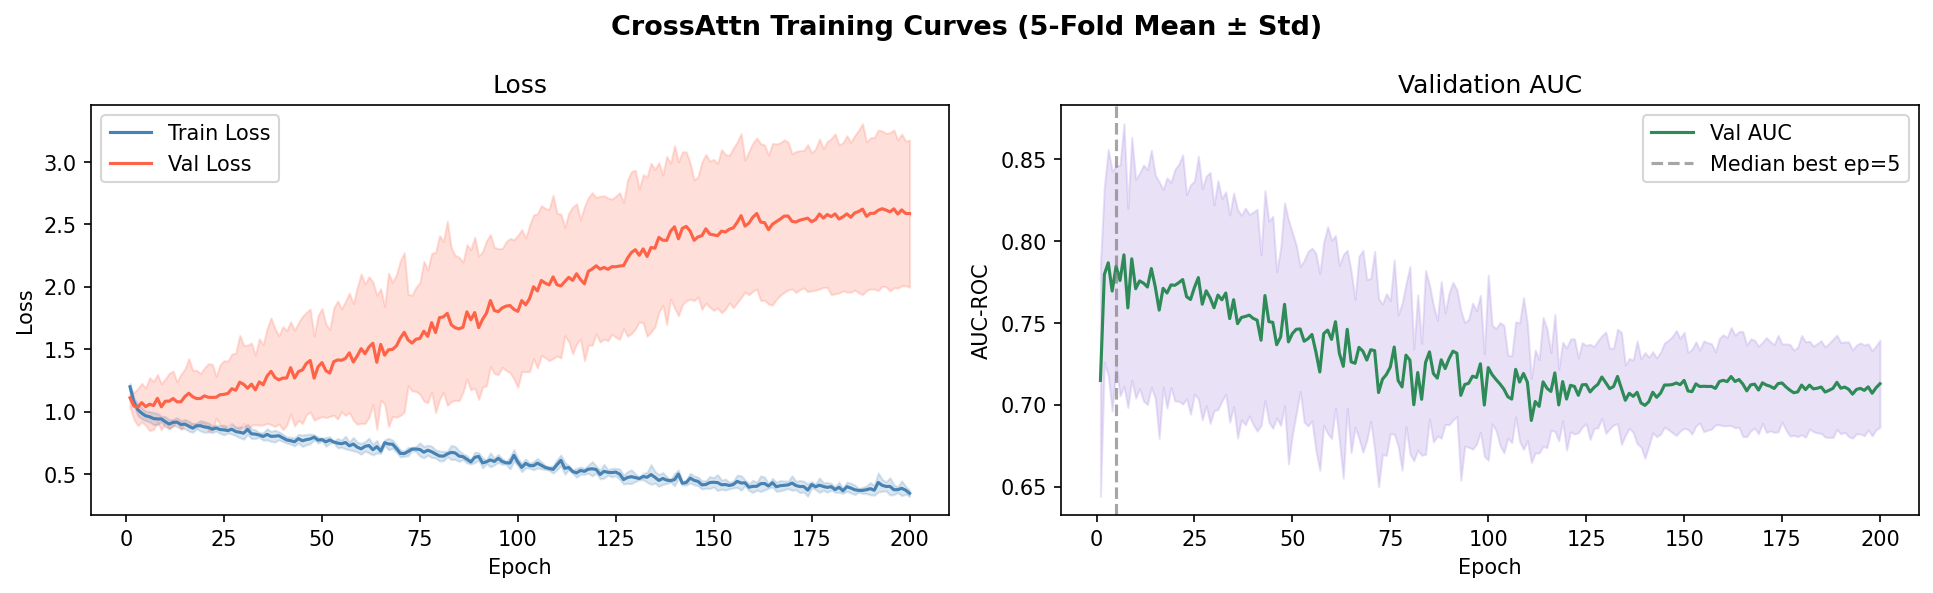 CrossAttn Training Curves (5-Fold Mean ± Std)
Loss
Train Loss
Val Loss
3.0
2.5
2.0
1.5
1.0
0.5
Loss
0 25 50 75 100 125 150 175 200
Epoch
Validation AUC
Val AUC
Median best ep=5
0.85
0.80
0.75
0.70
0.65
AUC-ROC
0 25 50 75 100 125 150 175 200
Epoch